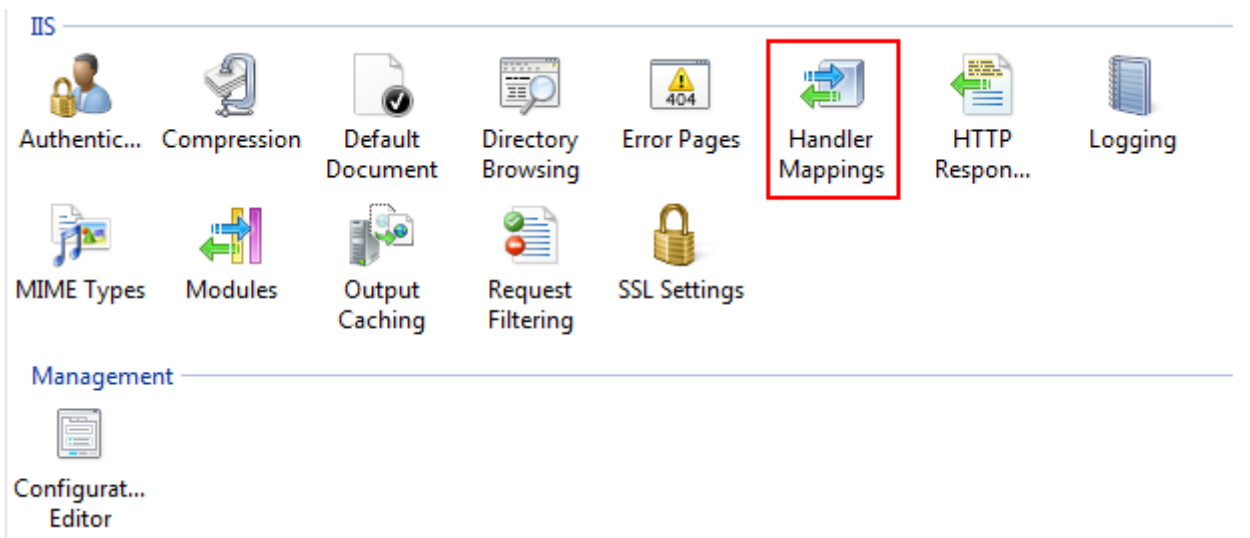 IIS
Authentic... Compression Default Directory Error Pages Handler HTTP Logging
Document Browsing 404 Mappings Respon...
MIME Types Modules Output Request SSL Settings
Caching Filtering
Management
Configurat...
Editor